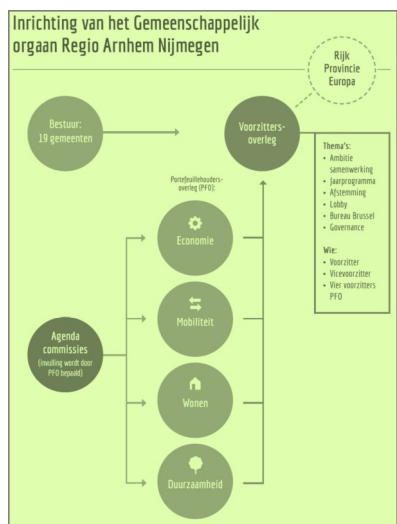 Inrichting van het Gemeenschappelijk
orgaan Regio Arnhem Nijmegen
Rijk
Provincie
Europa
Bestuur:
19 gemeenten
Voorzitters-
overleg
Thema's:
• Ambitie
samenwerking
• Jaarprogramma
• Afstemming
• Lobby
• Bureau Brussel
• Governance
Wie:
• Voorzitter
• Vicevoorzitter
• Vier voorzitters
PFO
Portefeuillehouders-
overleg (PFO):
Economie
Mobiliteit
Agenda
commissies
(invulling wordt door
PFO bepaald)
Wonen
Duurzaamheid